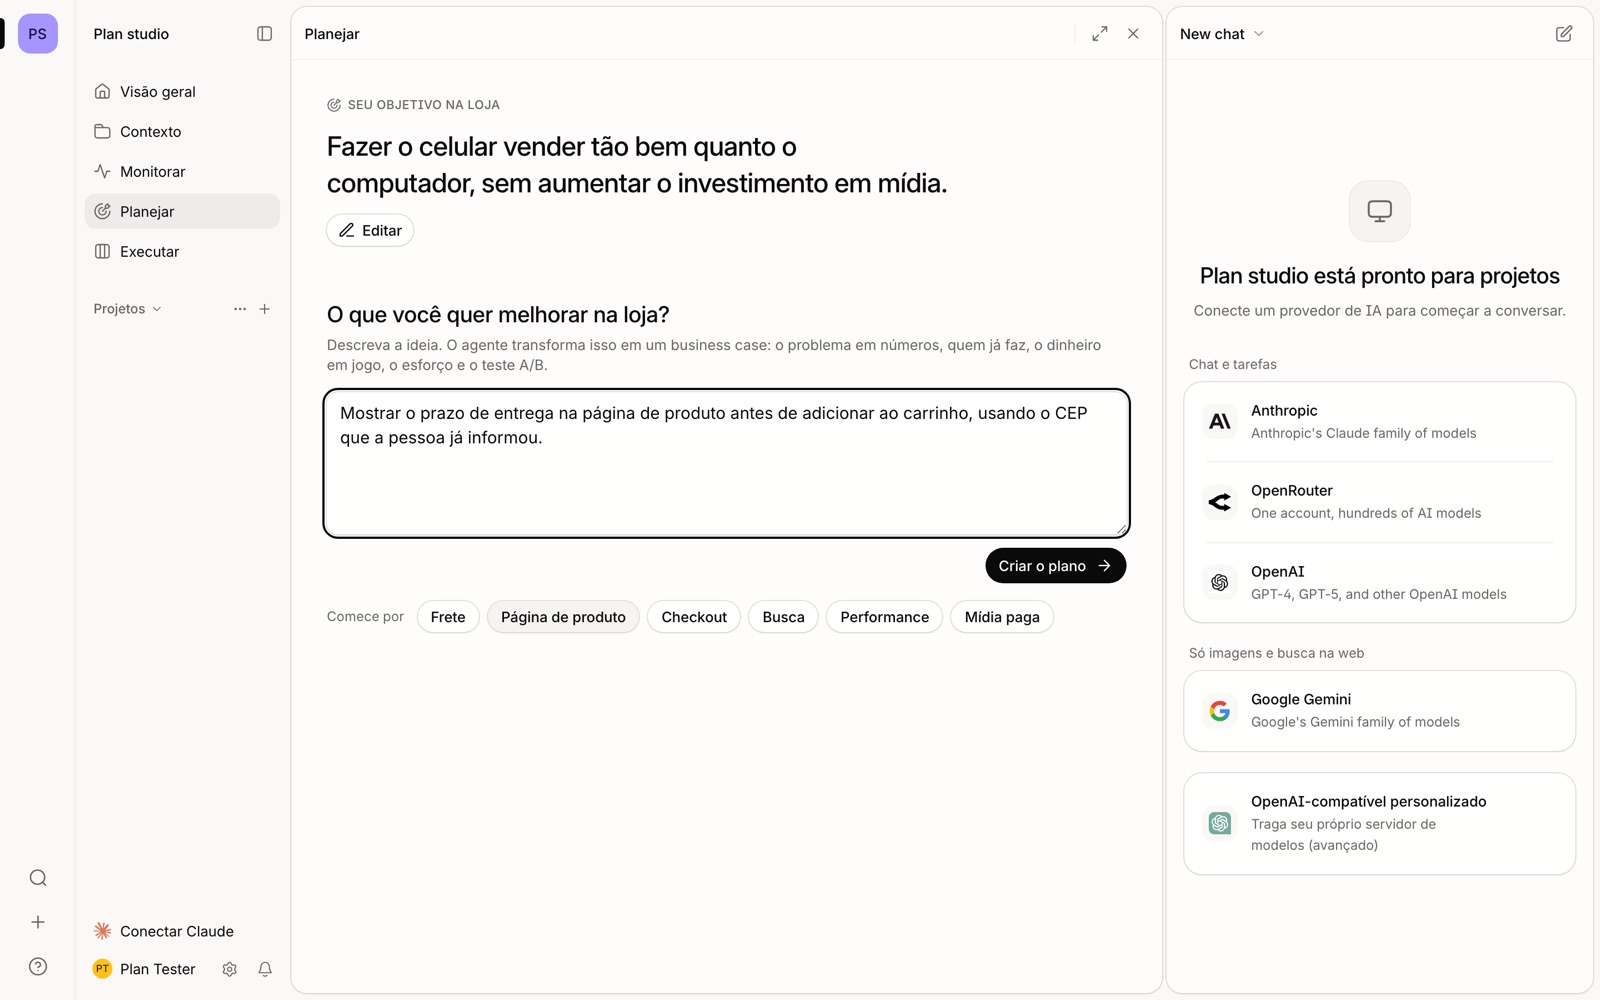 PS
Plan studio
Visão geral
Contexto
Monitorar
Planejar
Executar
Projetos
Conectar Claude
PT
Plan Tester
Planejar
SEU OBJETIVO NA LOJA
Fazer o celular vender tão bem quanto o
computador, sem aumentar o investimento em mídia.
Editar
O que você quer melhorar na loja?
Descreva a ideia. O agente transforma isso em um business case: o problema em números, quem já faz, o dinheiro
em jogo, o esforço e o teste A/B.
Mostrar o prazo de entrega na página de produto antes de adicionar ao carrinho, usando o CEP
que a pessoa já informou.
Criar o plano
Comece por Frete Página de produto Checkout Busca Performance Mídia paga
New chat
Plan studio está pronto para projetos
Conecte um provedor de IA para começar a conversar.
Chat e tarefas
Anthropic
Anthropic's Claude family of models
OpenRouter
One account, hundreds of AI models
OpenAI
GPT-4, GPT-5, and other OpenAI models
Só imagens e busca na web
Google Gemini
Google's Gemini family of models
OpenAI-compatível personalizado
Traga seu próprio servidor de
modelos (avançado)